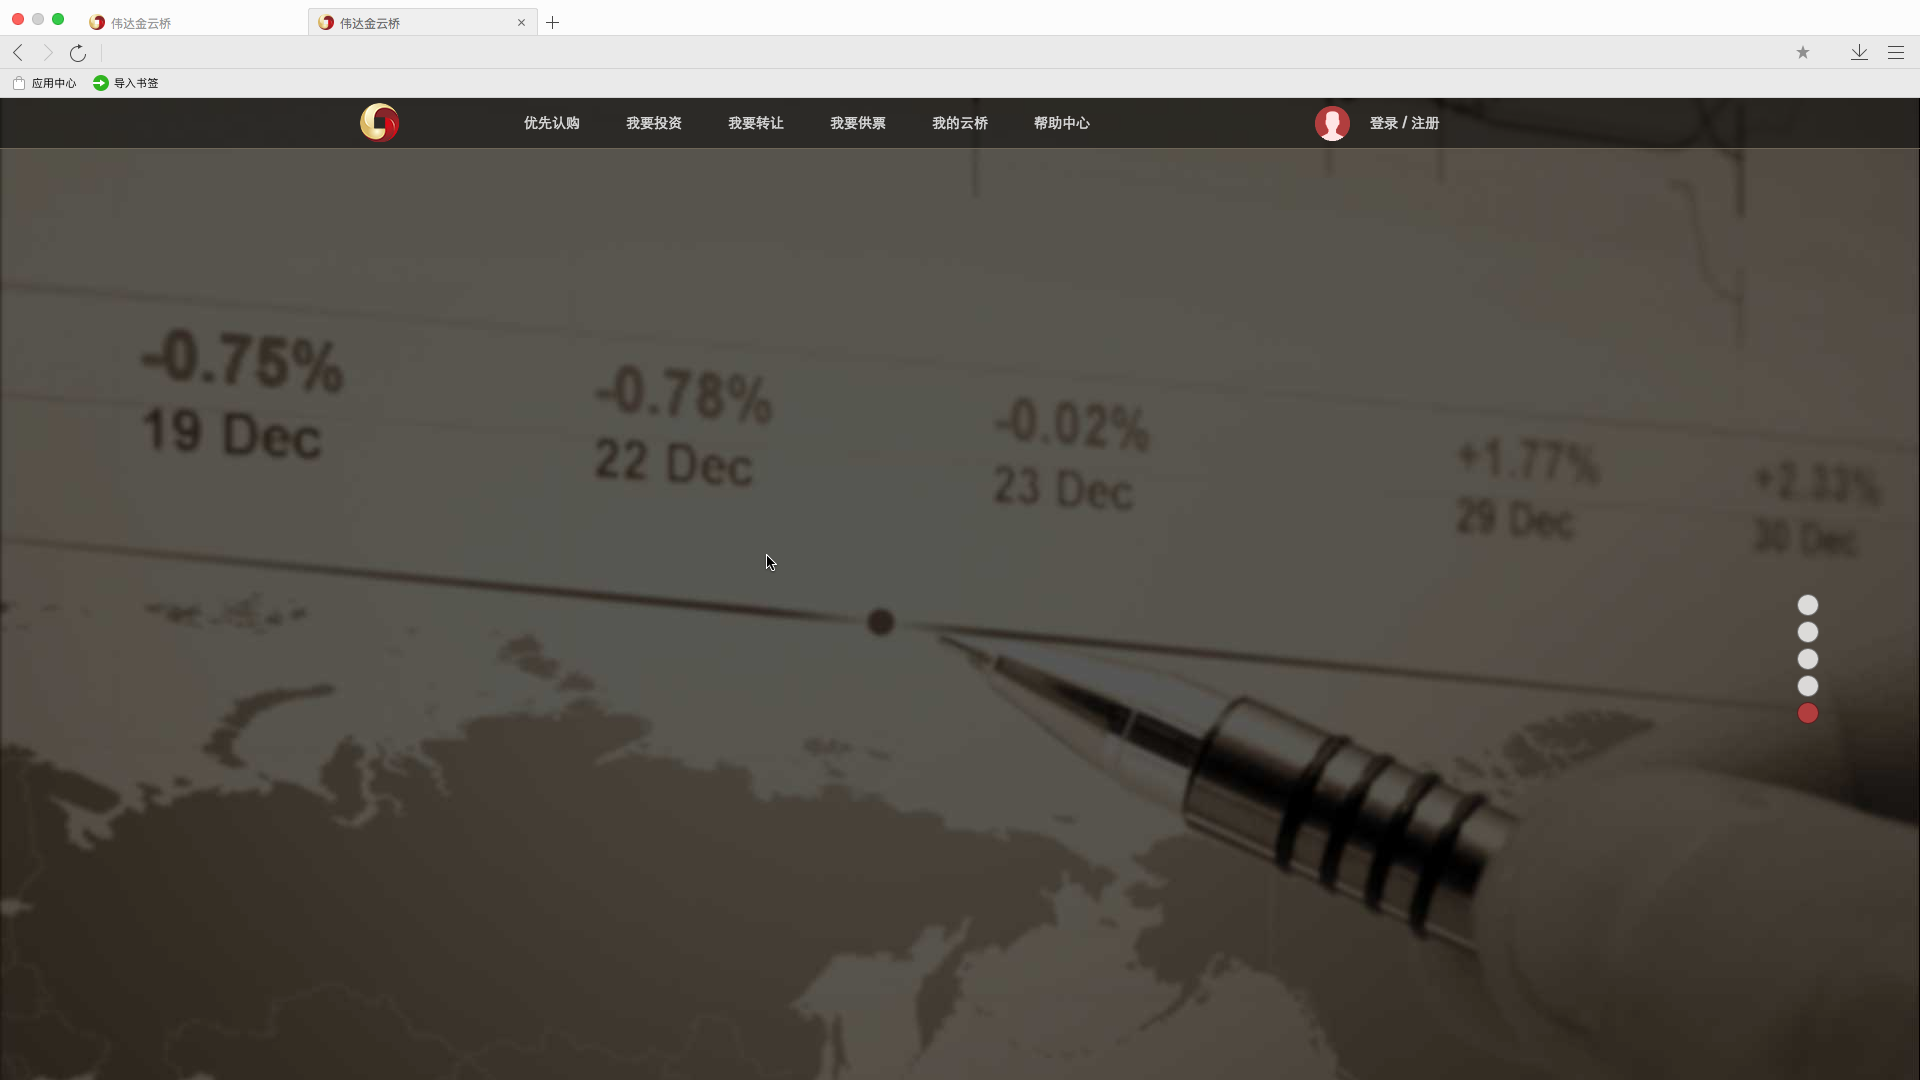 伟达金云桥
伟达金云桥
应用中心
导入书签
优先认购 我要投资 我要转让 我要供票 我的云桥 帮助中心 登录 / 注册
-0.75%
19 Dec
-0.78%
22 Dec
-0.02%
23 Dec
+1.77%
29 Dec
+2.33%
30 Dec